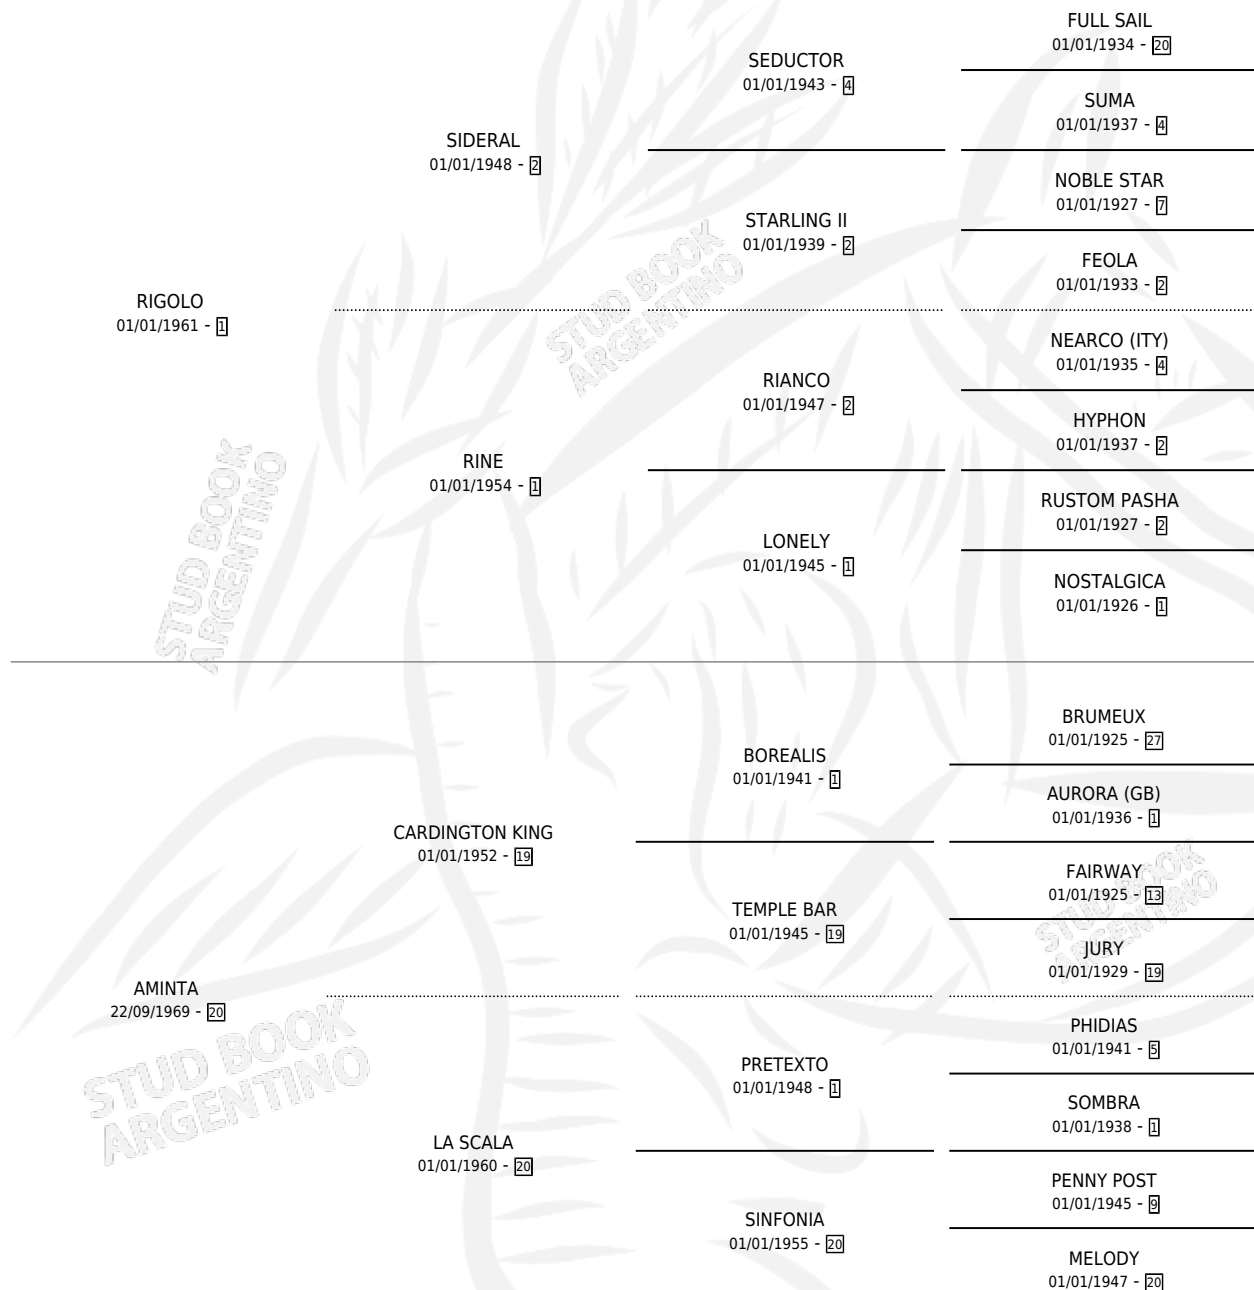 FULL SAIL
01/01/1934 - 20
SEDUCTOR
01/01/1943 - 4
SUMA
01/01/1937 - 4
SIDERAL
01/01/1948 - 2
NOBLE STAR
01/01/1927 - 7
STARLING II
01/01/1939 - 2
FEOLA
01/01/1933 - 2
RIGOLO
01/01/1961 - 1
NEARCO (ITY)
01/01/1935 - 4
RIANCO
01/01/1947 - 2
HYPHON
01/01/1937 - 2
RINE
01/01/1954 - 1
RUSTOM PASHA
01/01/1927 - 2
LONELY
01/01/1945 - 1
NOSTALGICA
01/01/1926 - 1
BRUMEUX
01/01/1925 - 27
BOREALIS
01/01/1941 - 1
AURORA (GB)
01/01/1936 - 1
CARDINGTON KING
01/01/1952 - 19
FAIRWAY
01/01/1925 - 13
TEMPLE BAR
01/01/1945 - 19
JURY
01/01/1929 - 19
AMINTA
22/09/1969 - 20
PHIDIAS
01/01/1941 - 5
PRETEXTO
01/01/1948 - 1
SOMBRA
01/01/1938 - 1
LA SCALA
01/01/1960 - 20
PENNY POST
01/01/1945 - 9
SINFONIA
01/01/1955 - 20
MELODY
01/01/1947 - 20
STUD BOOK
ARGENTINO
STUD BOOK
ARGENTINO
STUD BOOK
ARGENTINO
STUD BOOK
ARGENTINO